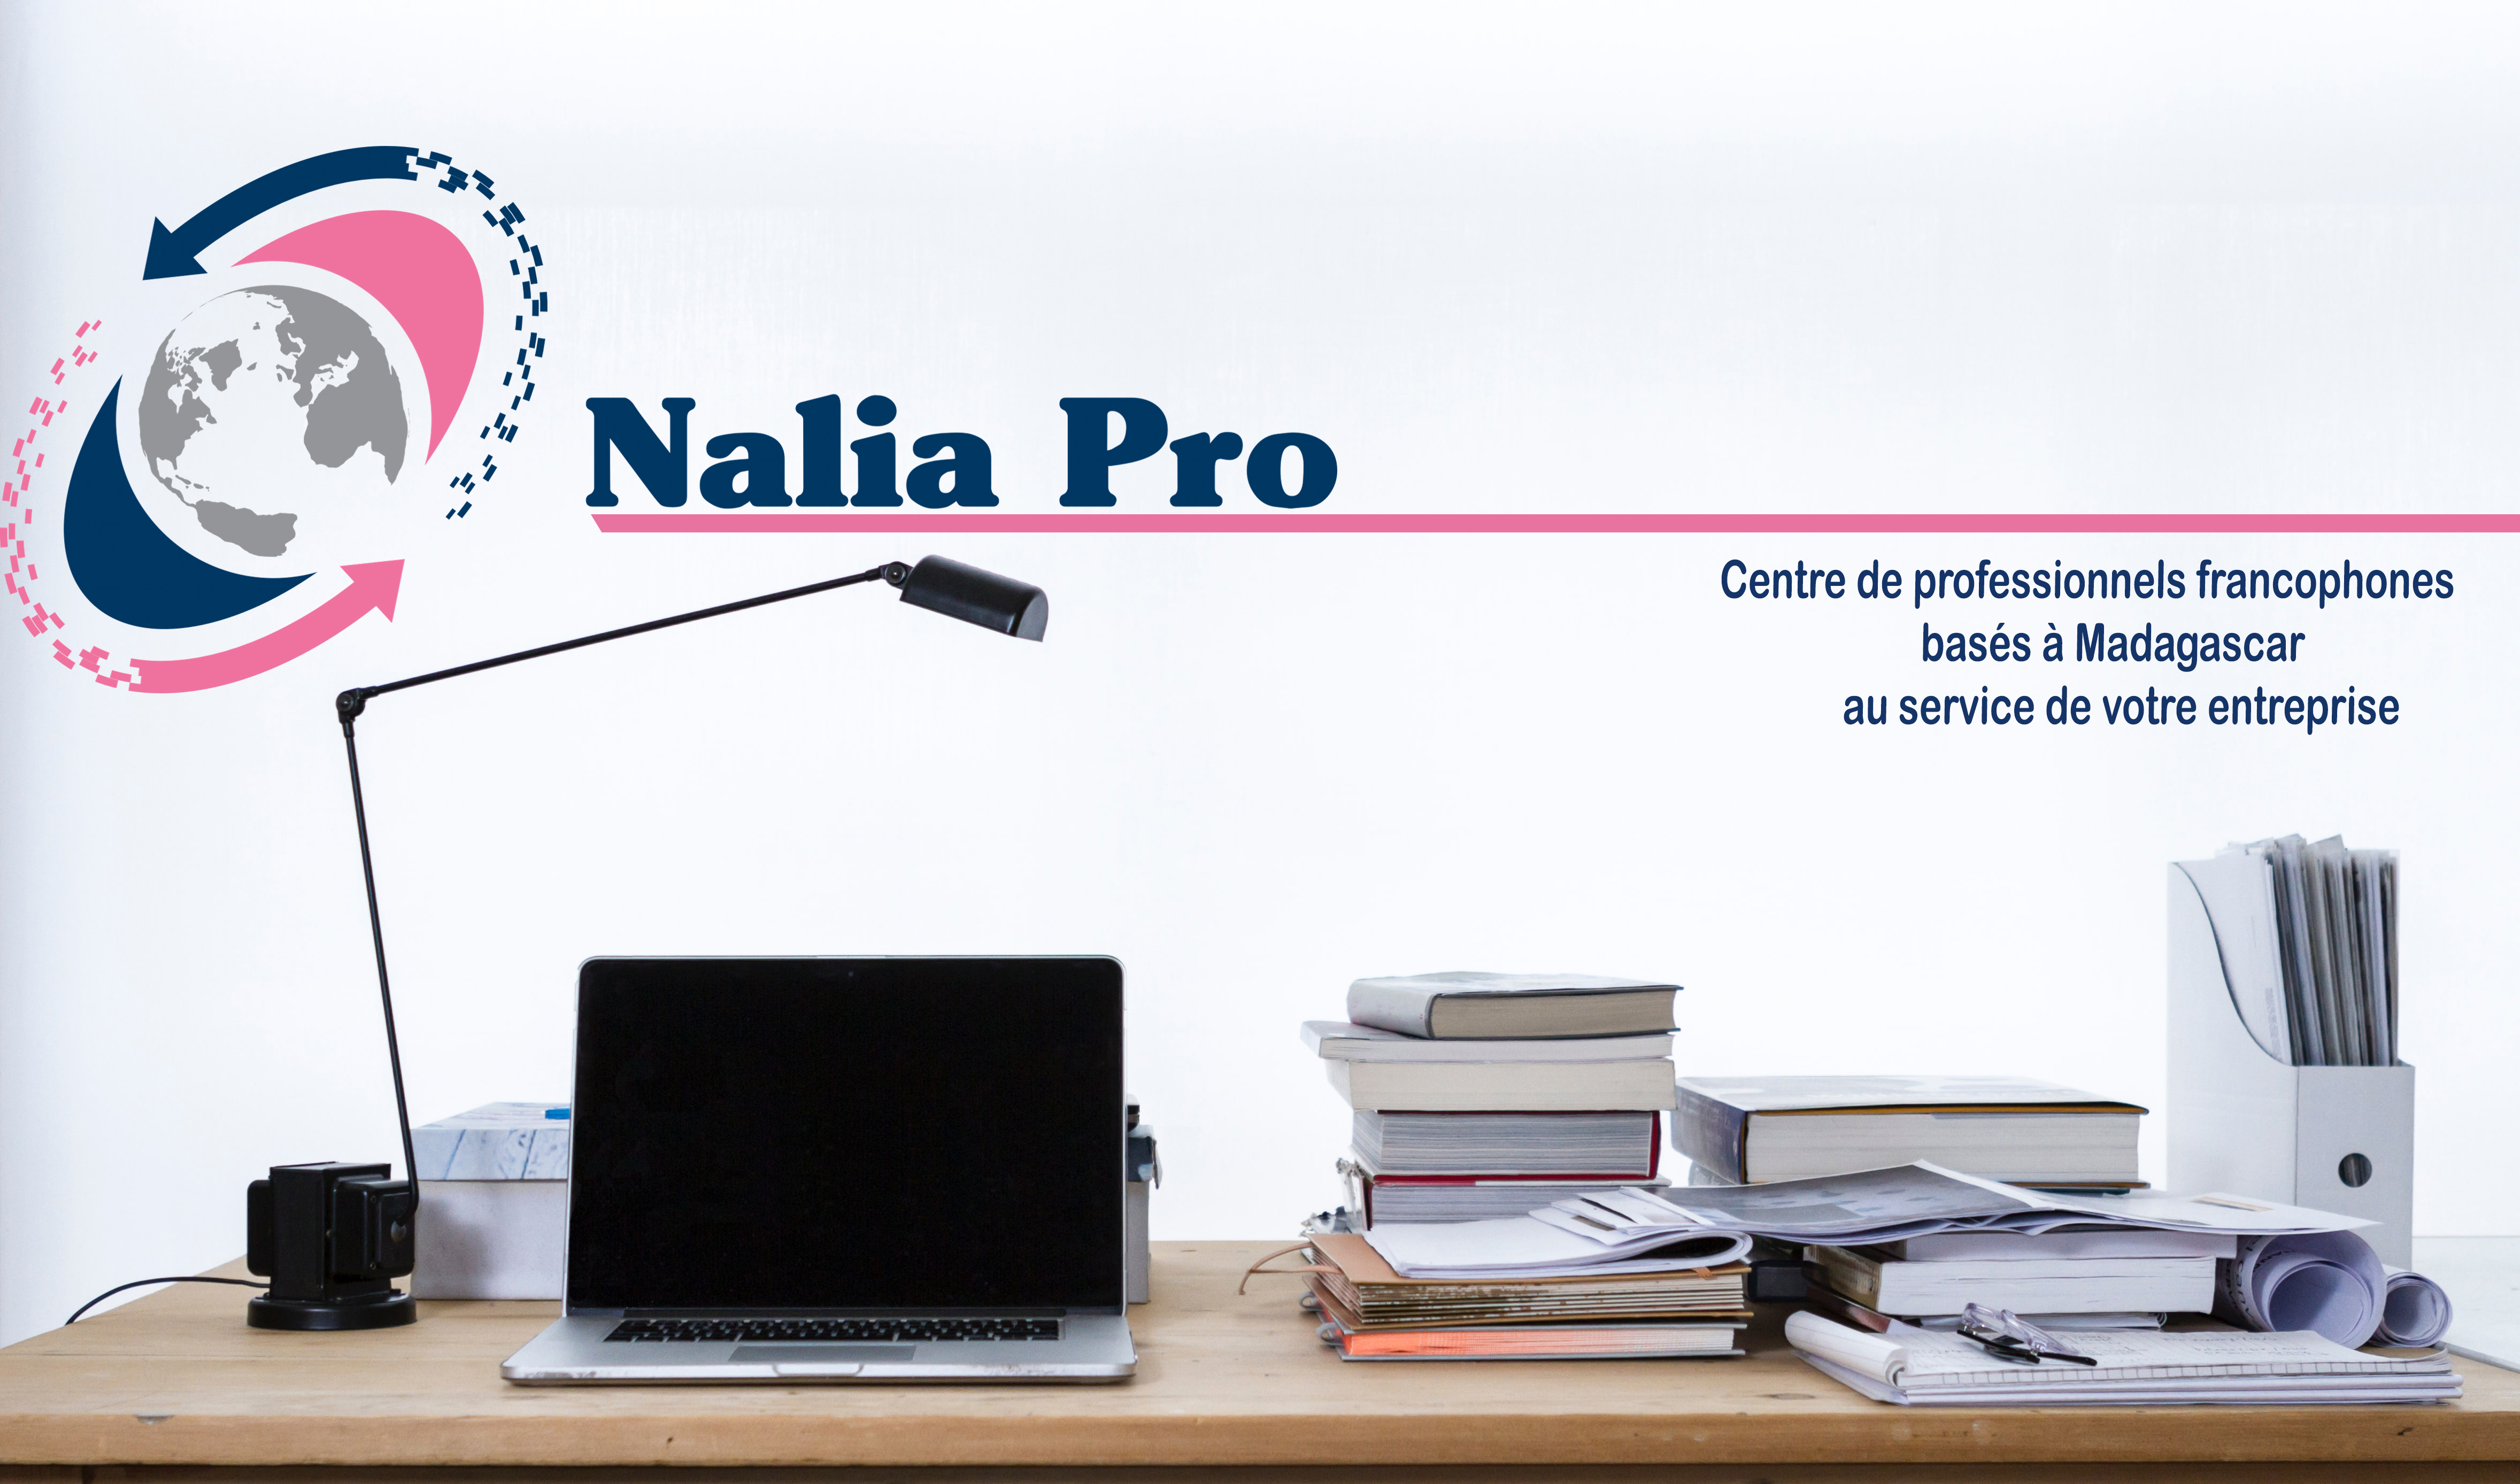 Nalia Pro
Centre de professionnels francophones
basés à Madagascar
au service de votre entreprise